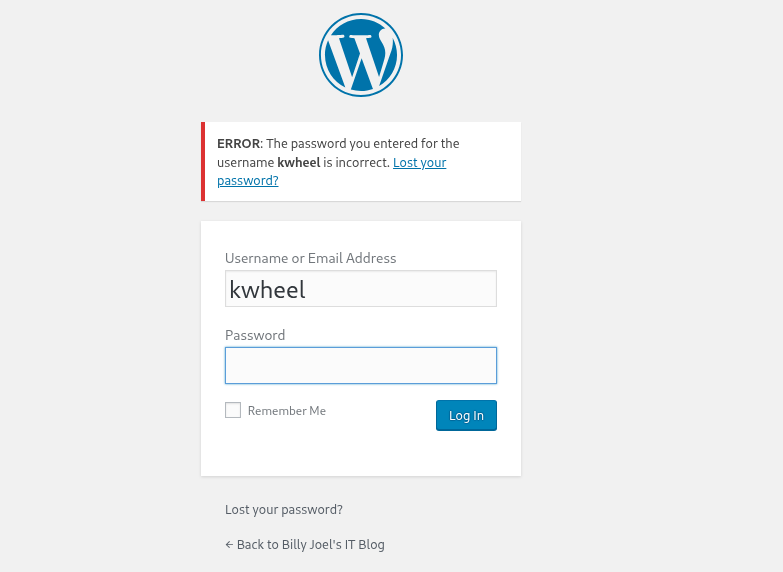 ERROR: The password you entered for the
username kwheel is incorrect. Lost your
password?
Username or Email Address
kwheel
Password
Remember Me
Log In
Lost your password?
← Back to Billy Joel's IT Blog